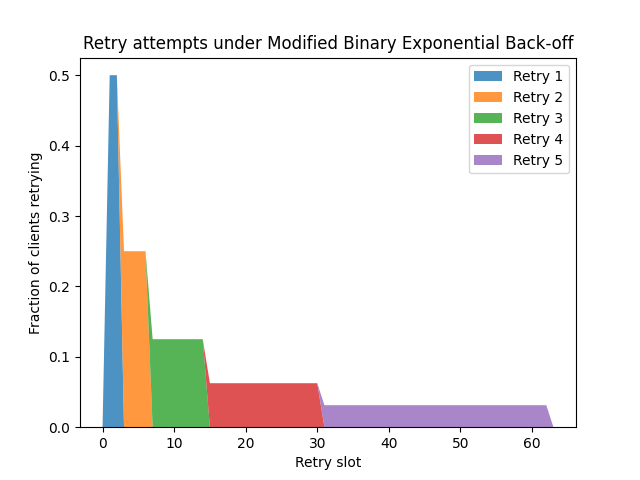 Retry attempts under Modified Binary Exponential Back-off
Fraction of clients retrying
0.5
0.4
0.3
0.2
0.1
0.0
Retry 1
Retry 2
Retry 3
Retry 4
Retry 5
0 10 20 30 40 50 60
Retry slot